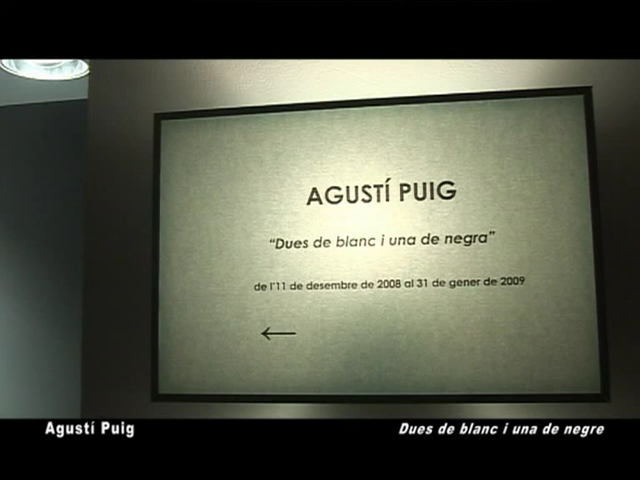 AGUSTÍ PUIG
“Dues de blanc i una de negra”
de l'11 de desembre de 2008 al 31 de gener de 2009
←
Agustí Puig
Dues de blanc i una de negre